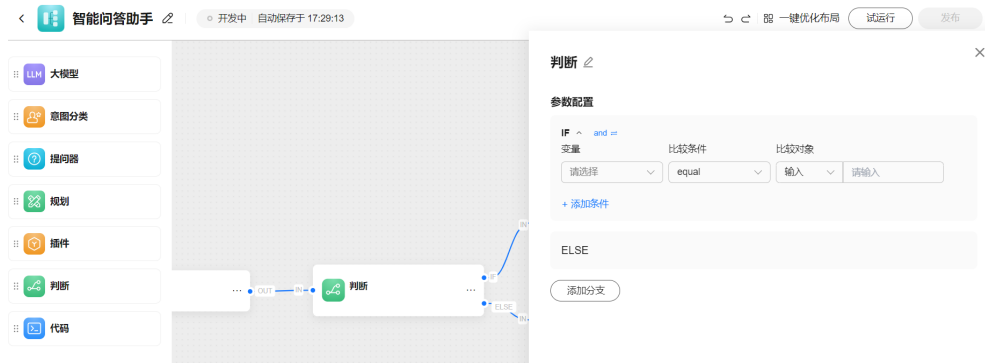 智能问答助手 开发中 自动保存于 17:29:13 一键优化布局 试运行 发布
LLM 大模型
意图分类
提问器
规划
插件
判断
代码
OUT IN 判断 IF ELSE
IN
IN
判断
参数配置
IF and
变量 比较条件 比较对象
请选择 equal 输入 请输入
+ 添加条件
ELSE
添加分支